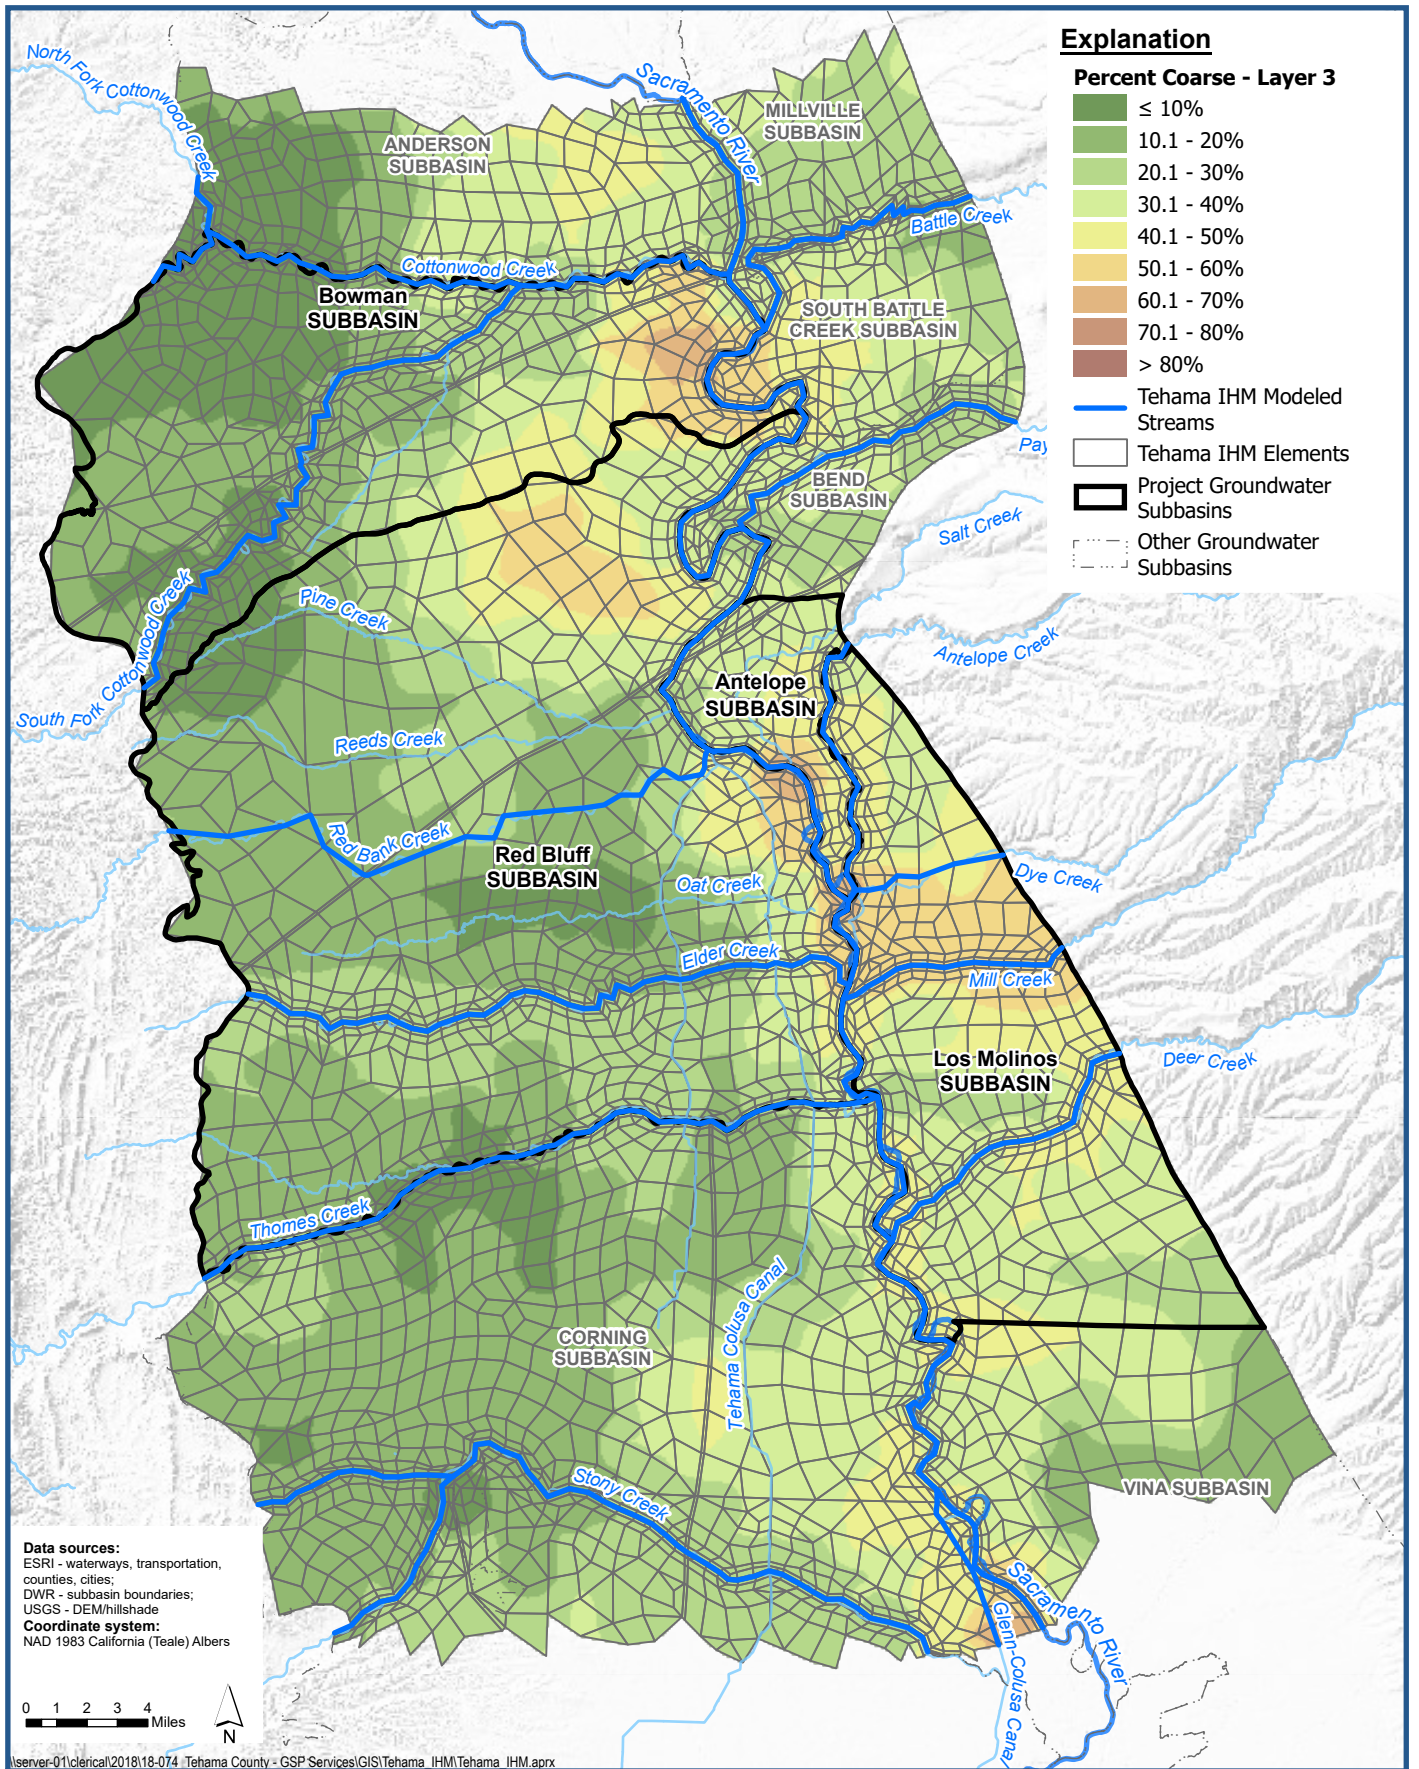 Explanation
Percent Coarse - Layer 3
≤ 10%
10.1 - 20%
20.1 - 30%
30.1 - 40%
40.1 - 50%
50.1 - 60%
60.1 - 70%
70.1 - 80%
> 80%
Tehama IHM Modeled
Streams
Tehama IHM Elements
Project Groundwater
Subbasins
Other Groundwater
Subbasins
North Fork Cottonwood Creek
Sacramento River
MILLVILLE
SUBBASIN
ANDERSON
SUBBASIN
Battle Creek
Cottonwood Creek
Bowman
SUBBASIN
SOUTH BATTLE
CREEK SUBBASIN
Pay
BEND
SUBBASIN
Salt Creek
South Fork Cottonwood Creek
Pine Creek
Antelope Creek
Antelope
SUBBASIN
Reeds Creek
Red Bank Creek
Red Bluff
SUBBASIN
Oat Creek
Dye Creek
Elder Creek
Mill Creek
Los Molinos
SUBBASIN
Deer Creek
Thomes Creek
Tehama Colusa Canal
CORNING
SUBBASIN
Stony Creek
VINA SUBBASIN
Sacramento River
Glenn-Colusa Canal
Data sources:
ESRI - waterways, transportation,
counties, cities;
DWR - subbasin boundaries;
USGS - DEM/hillshade
Coordinate system:
NAD 1983 California (Teale) Albers
0 1 2 3 4
Miles
N
\\server-01\clerical\2018\18-074_Tehama County - GSP Services\GIS\Tehama_IHM\Tehama_IHM.aprx